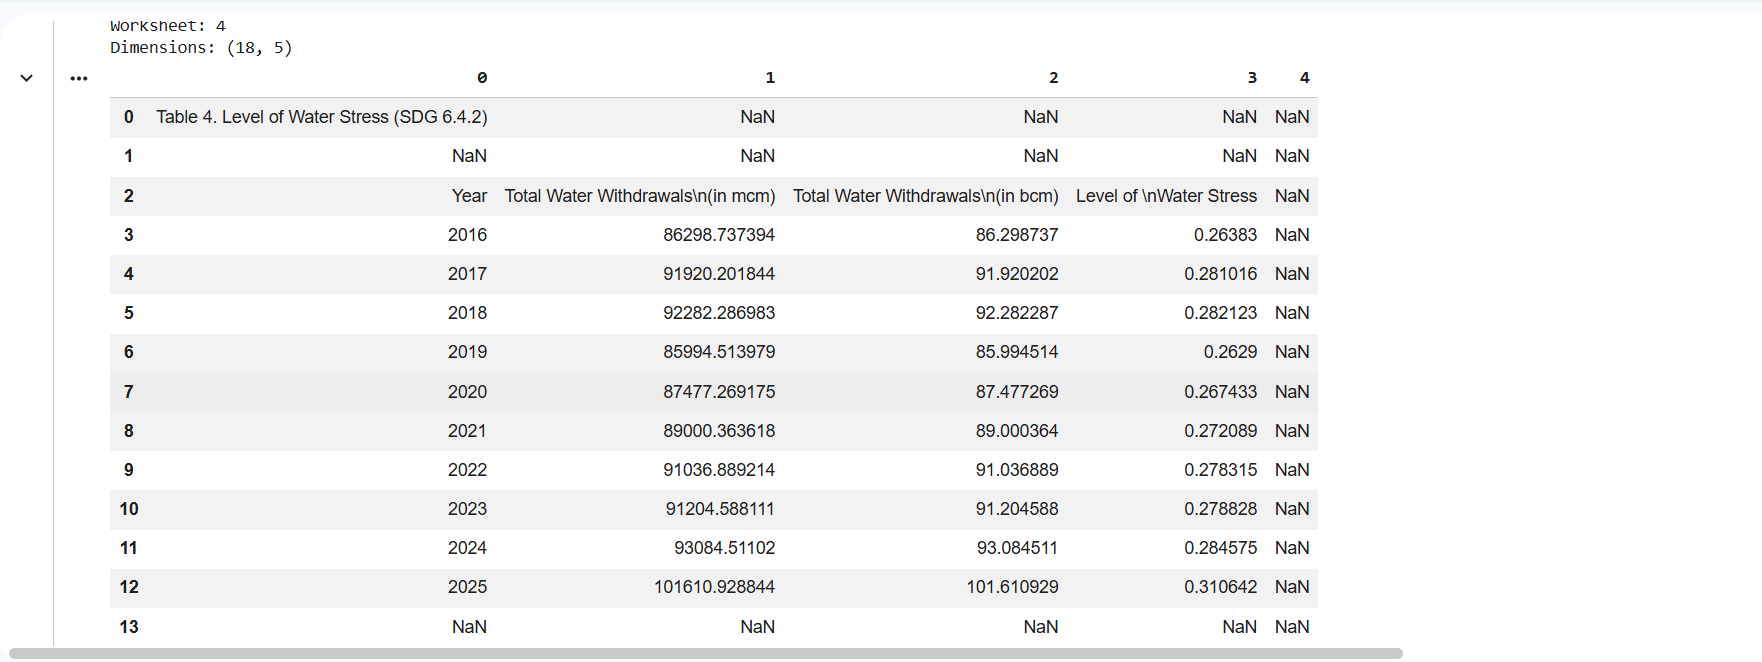 Worksheet: 4
Dimensions: (18, 5)
0 1 2 3 4
0 Table 4. Level of Water Stress (SDG 6.4.2) NaN NaN NaN NaN
1 NaN NaN NaN NaN NaN
2 Year Total Water Withdrawals\n(in mcm) Total Water Withdrawals\n(in bcm) Level of \nWater Stress NaN
3 2016 86298.737394 86.298737 0.26383 NaN
4 2017 91920.201844 91.920202 0.281016 NaN
5 2018 92282.286983 92.282287 0.282123 NaN
6 2019 85994.513979 85.994514 0.2629 NaN
7 2020 87477.269175 87.477269 0.267433 NaN
8 2021 89000.363618 89.000364 0.272089 NaN
9 2022 91036.889214 91.036889 0.278315 NaN
10 2023 91204.588111 91.204588 0.278828 NaN
11 2024 93084.51102 93.084511 0.284575 NaN
12 2025 101610.928844 101.610929 0.310642 NaN
13 NaN NaN NaN NaN NaN